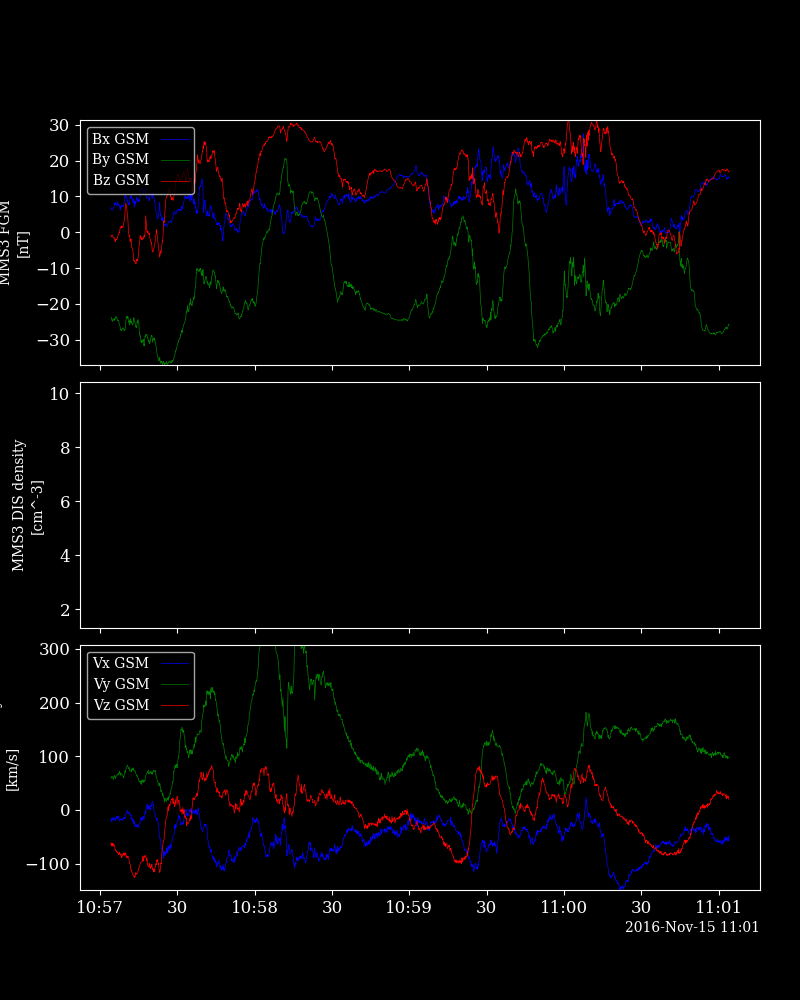 30
20
10
0
−10
−20
−30
MMS3 FGM
[nT]
Bx GSM
By GSM
Bz GSM
10
8
6
4
2
MMS3 DIS density
[cm^-3]
300
200
100
0
−100
[km/s]
Vx GSM
Vy GSM
Vz GSM
10:57 30 10:58 30 10:59 30 11:00 30 11:01
2016-Nov-15 11:01